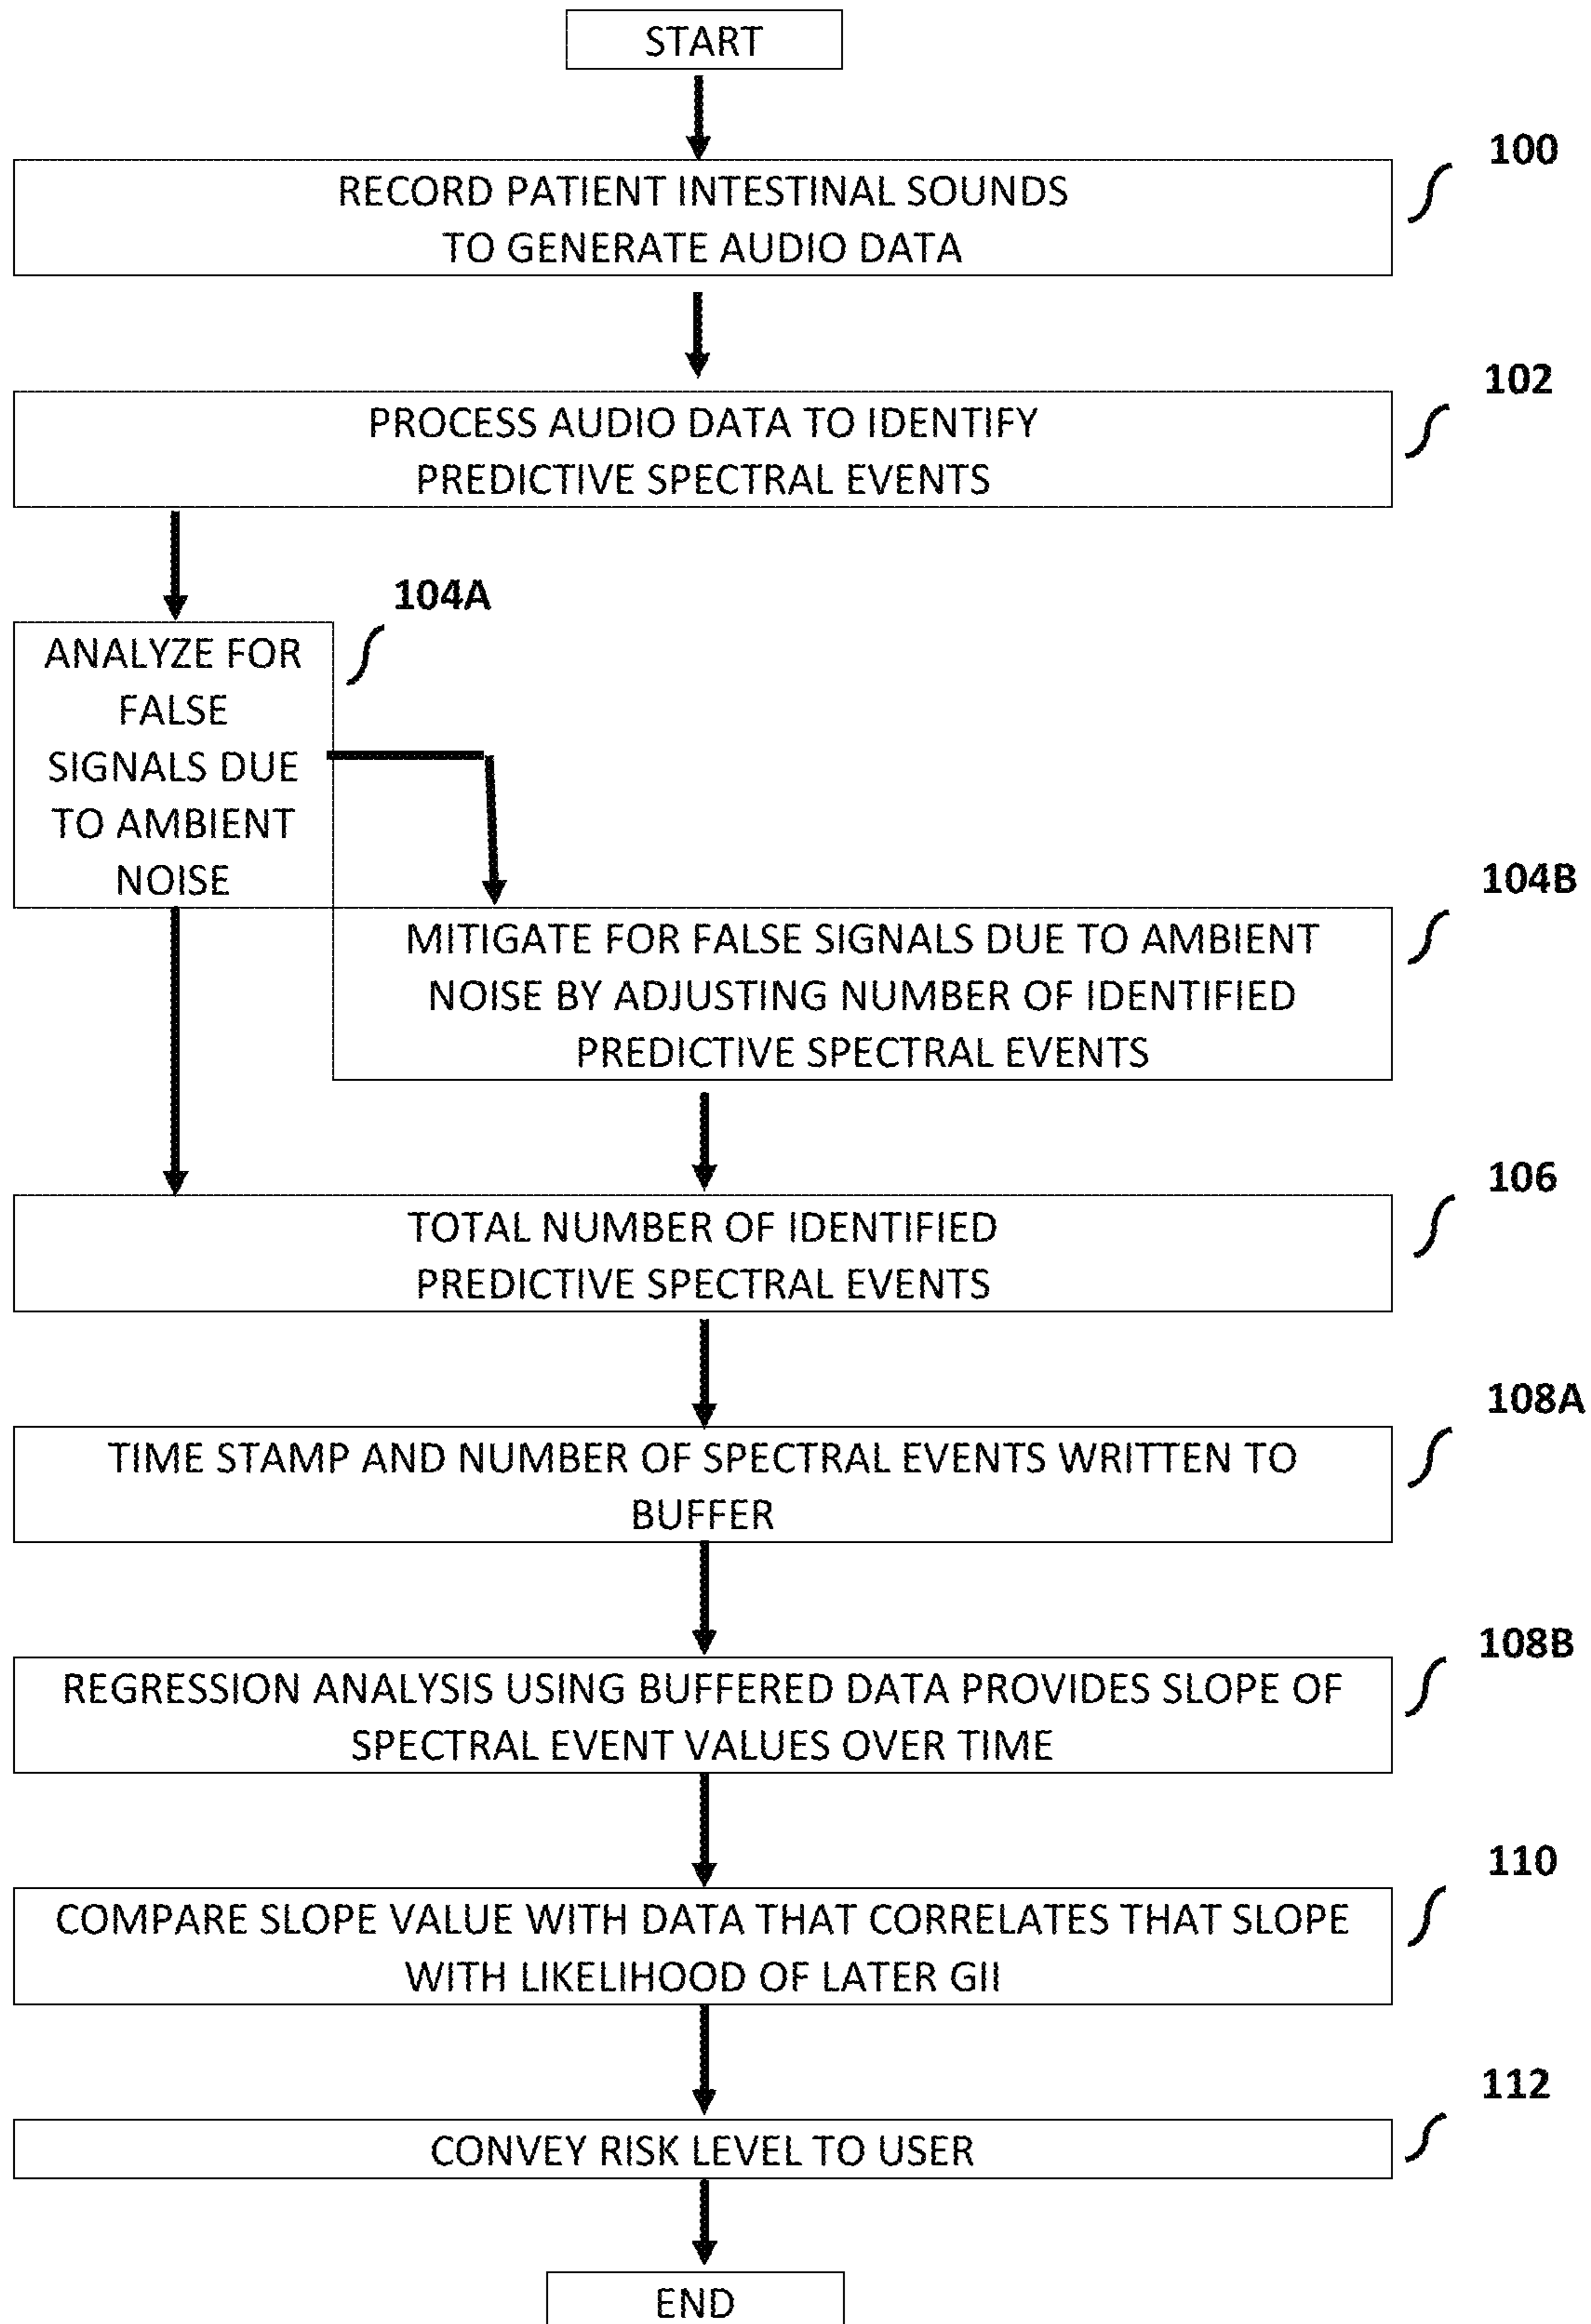 START
100
RECORD PATIENT INTESTINAL SOUNDS
TO GENERATE AUDIO DATA
102
PROCESS AUDIO DATA TO IDENTIFY
PREDICTIVE SPECTRAL EVENTS
104A
ANALYZE FOR
FALSE
SIGNALS DUE
TO AMBIENT
NOISE
104B
MITIGATE FOR FALSE SIGNALS DUE TO AMBIENT
NOISE BY ADJUSTING NUMBER OF IDENTIFIED
PREDICTIVE SPECTRAL EVENTS
106
TOTAL NUMBER OF IDENTIFIED
PREDICTIVE SPECTRAL EVENTS
108A
TIME STAMP AND NUMBER OF SPECTRAL EVENTS WRITTEN TO
BUFFER
108B
REGRESSION ANALYSIS USING BUFFERED DATA PROVIDES SLOPE OF
SPECTRAL EVENT VALUES OVER TIME
110
COMPARE SLOPE VALUE WITH DATA THAT CORRELATES THAT SLOPE
WITH LIKELIHOOD OF LATER GII
112
CONVEY RISK LEVEL TO USER
END